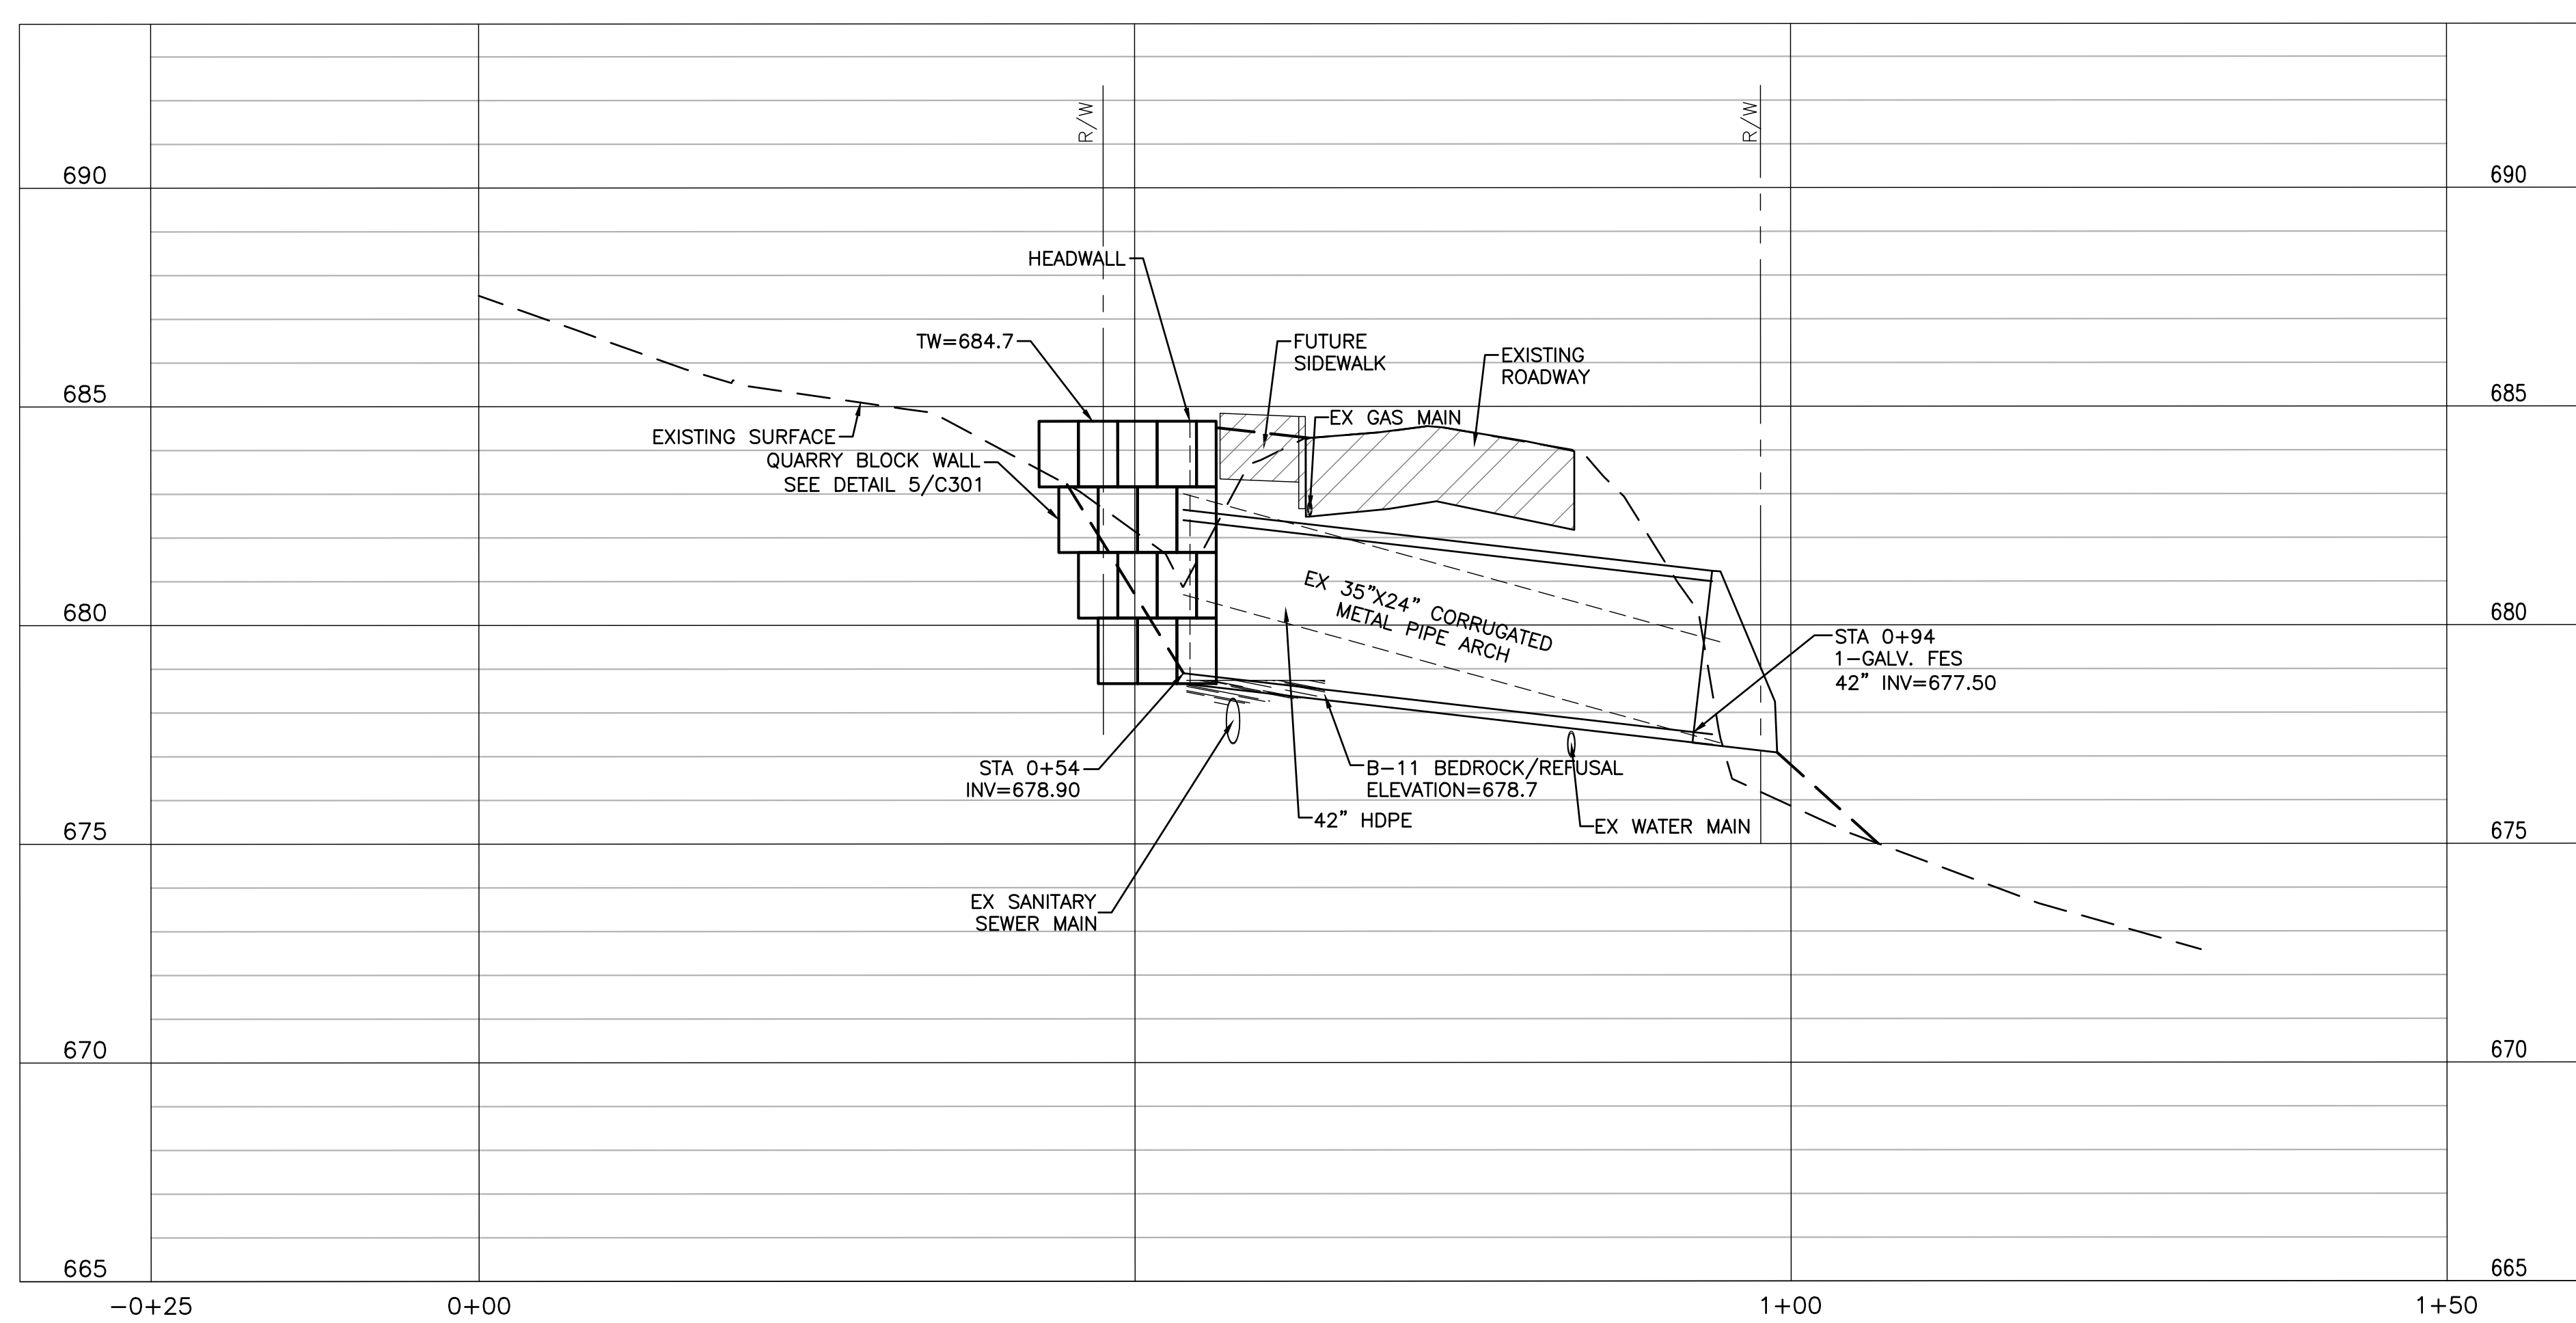 R/W
R/W
690
690
HEADWALL
TW=684.7
FUTURE
SIDEWALK
EXISTING
ROADWAY
685
685
EX GAS MAIN
EXISTING SURFACE
QUARRY BLOCK WALL
SEE DETAIL 5/C301
EX 35"X24" CORRUGATED
METAL PIPE ARCH
680
680
STA 0+94
1-GALV. FES
42" INV=677.50
STA 0+54
INV=678.90
B-11 BEDROCK/REFUSAL
ELEVATION=678.7
42" HDPE
EX WATER MAIN
675
675
EX SANITARY
SEWER MAIN
670
670
665
665
-0+25
0+00
1+00
1+50